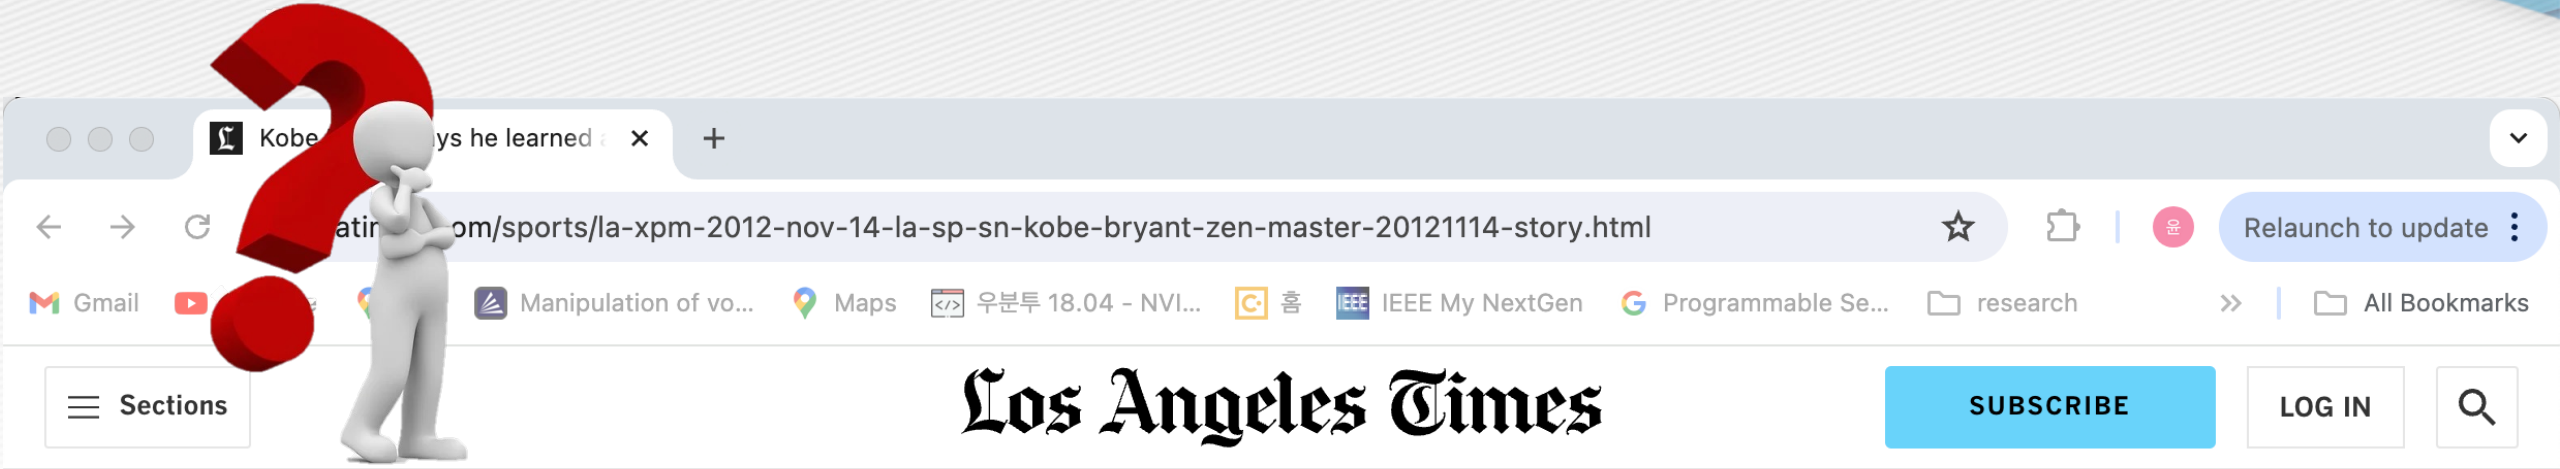 Kobe ys he learned
om/sports/la-xpm-2012-nov-14-la-sp-sn-kobe-bryant-zen-master-20121114-story.html
윤
Relaunch to update
Gmail Manipulation of vo... Maps 우분투 18.04 - NVI... 홈 IEEE IEEE My NextGen Programmable Se... research All Bookmarks
Sections Los Angeles Times SUBSCRIBE LOG IN